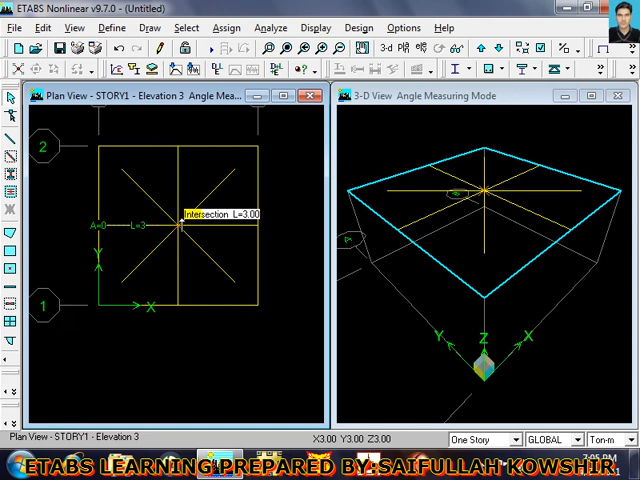 ETABS Nonlinear v9.7.0 - (Untitled)
File Edit View Define Draw Select Assign Analyze Display Design Options Help
3-d
Plan View - STORY1 - Elevation 3 Angle Mea...
3-D View Angle Measuring Mode
2
Intersection L=3.00
A=0 L=3
Y
1
X
Y
Z
X
Plan View - STORY1 - Elevation 3
X3.00 Y3.00 Z3.00
One Story
GLOBAL
Ton-m
7:05 PM
ETABS LEARNING PREPARED BY:SAIFULLAH KOWSHIR